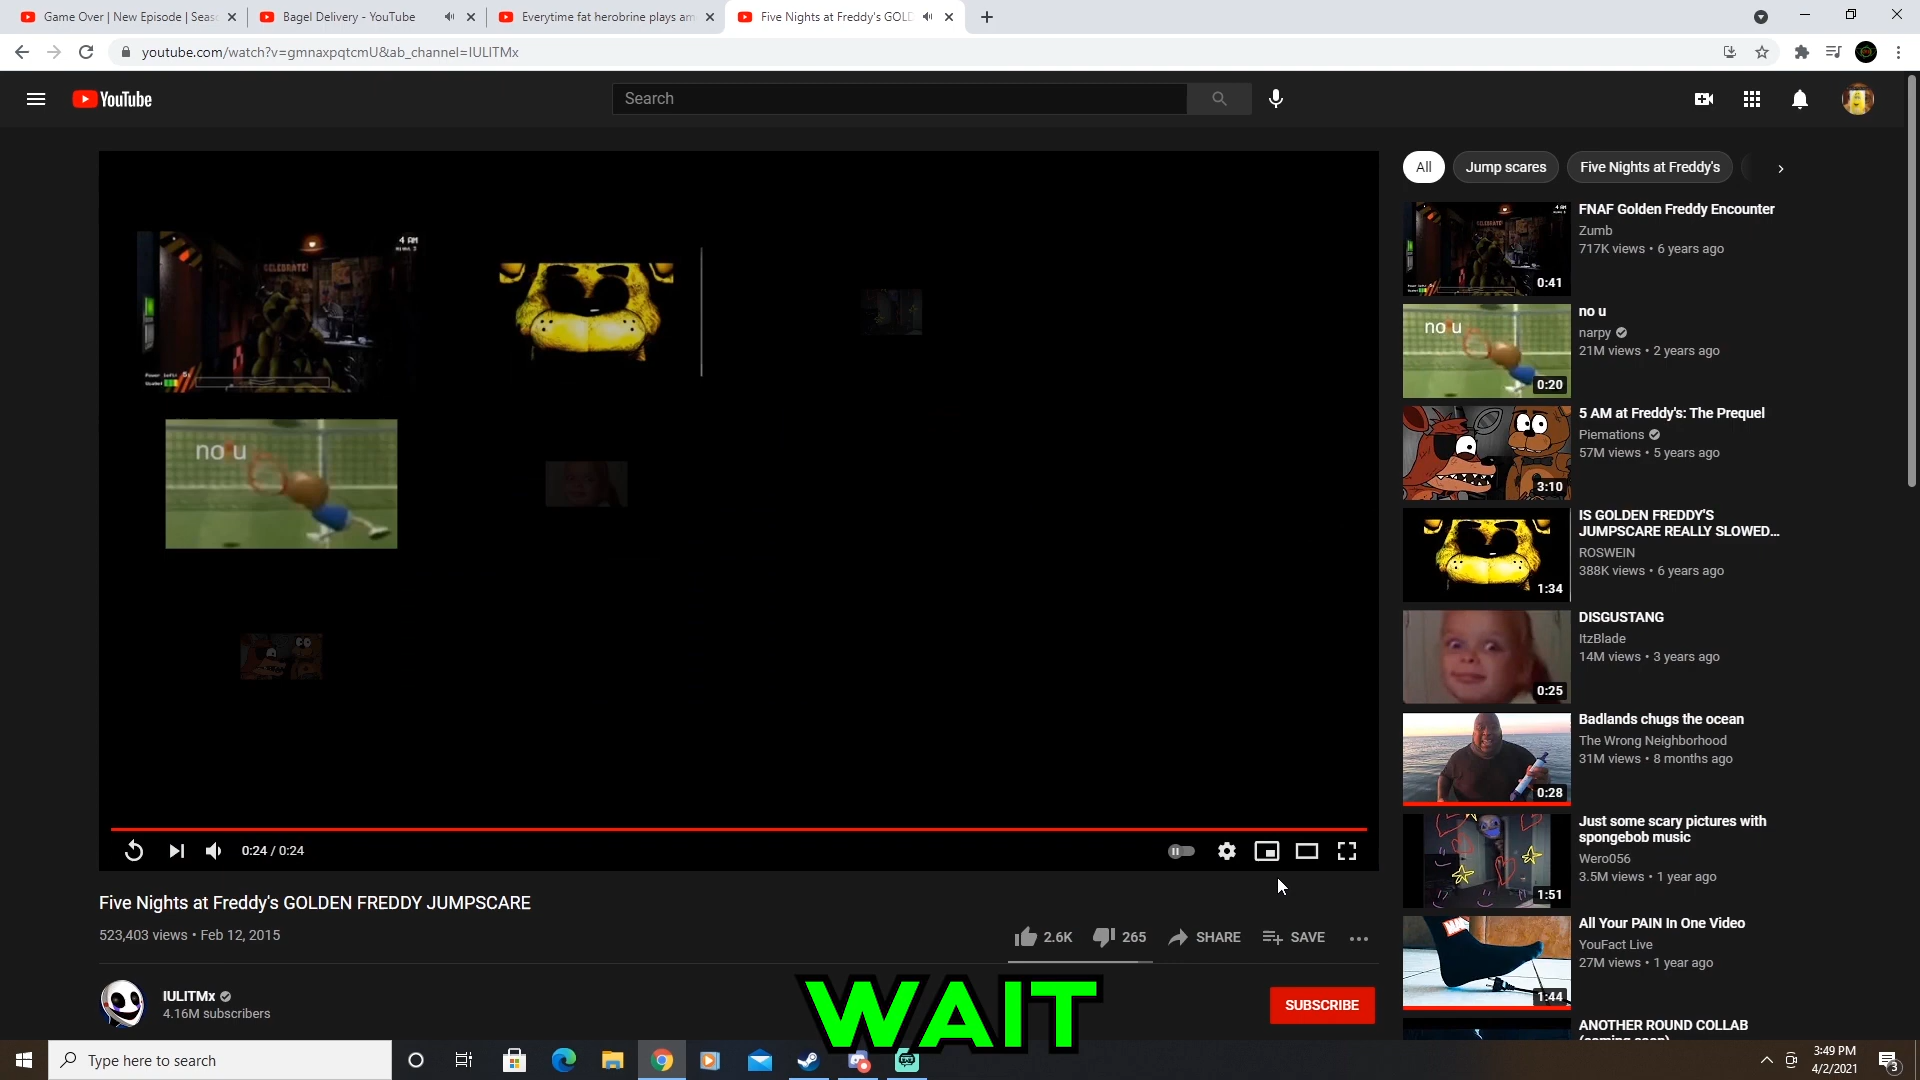 Game Over | New Episode | Seas
Bagel Delivery - YouTube
Everytime fat herobrine plays am
Five Nights at Freddy's GOLD
youtube.com/watch?v=gmnaxpqtcmU&ab_channel=IULITMx
YouTube
Search
All
Jump scares
Five Nights at Freddy's
4 AM
CELEBRATE!
no u
0:24 / 0:24
Five Nights at Freddy's GOLDEN FREDDY JUMPSCARE
523,403 views • Feb 12, 2015
2.6K
265
SHARE
SAVE
IULITMx
4.16M subscribers
SUBSCRIBE
WAIT
FNAF Golden Freddy Encounter
Zumb
717K views • 6 years ago
0:41
no u
no u
narpy
21M views • 2 years ago
0:20
5 AM at Freddy's: The Prequel
Piemations
57M views • 5 years ago
3:10
IS GOLDEN FREDDY'S
JUMPSCARE REALLY SLOWED...
ROSWEIN
388K views • 6 years ago
1:34
DISGUSTANG
ItzBlade
14M views • 3 years ago
0:25
Badlands chugs the ocean
The Wrong Neighborhood
31M views • 8 months ago
0:28
Just some scary pictures with
spongebob music
Wero056
3.5M views • 1 year ago
1:51
All Your PAIN In One Video
YouFact Live
27M views • 1 year ago
1:44
ANOTHER ROUND COLLAB
(coming soon)
Type here to search
3:49 PM
4/2/2021
3